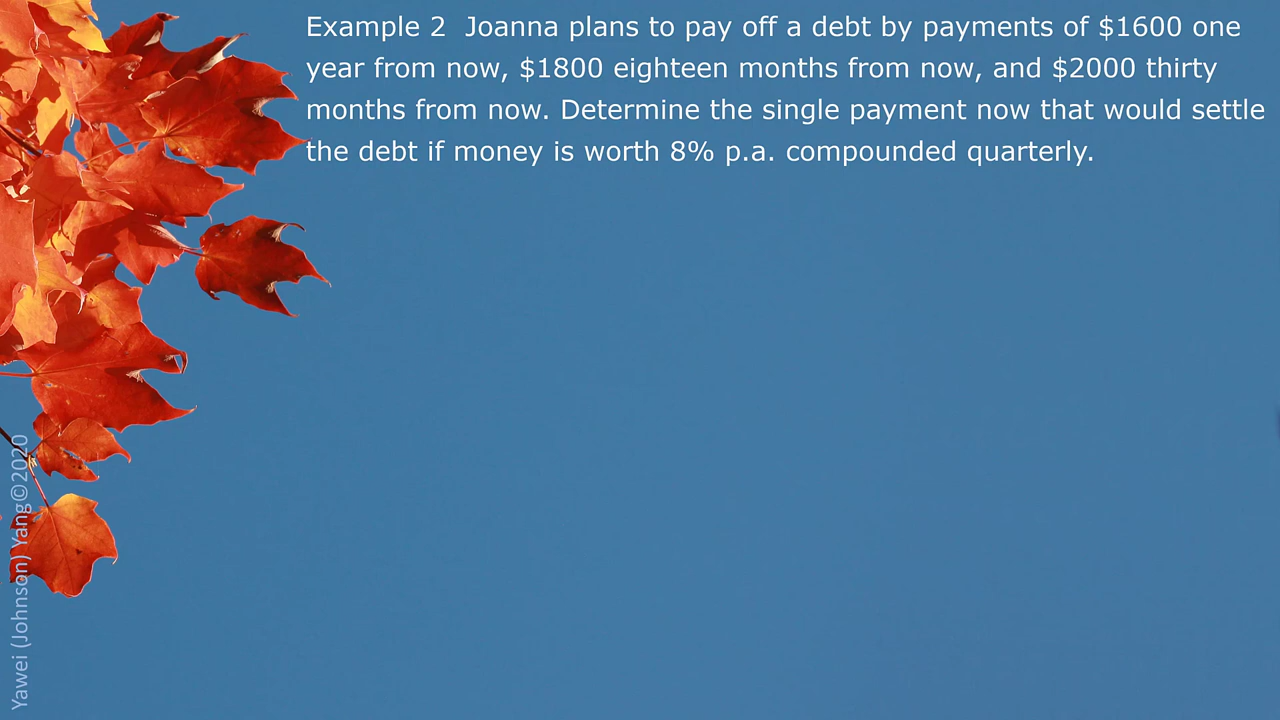 Example 2  Joanna plans to pay off a debt by payments of $1600 one
year from now, $1800 eighteen months from now, and $2000 thirty
months from now. Determine the single payment now that would settle
the debt if money is worth 8% p.a. compounded quarterly.
Yawei (Johnson) Yang©2020